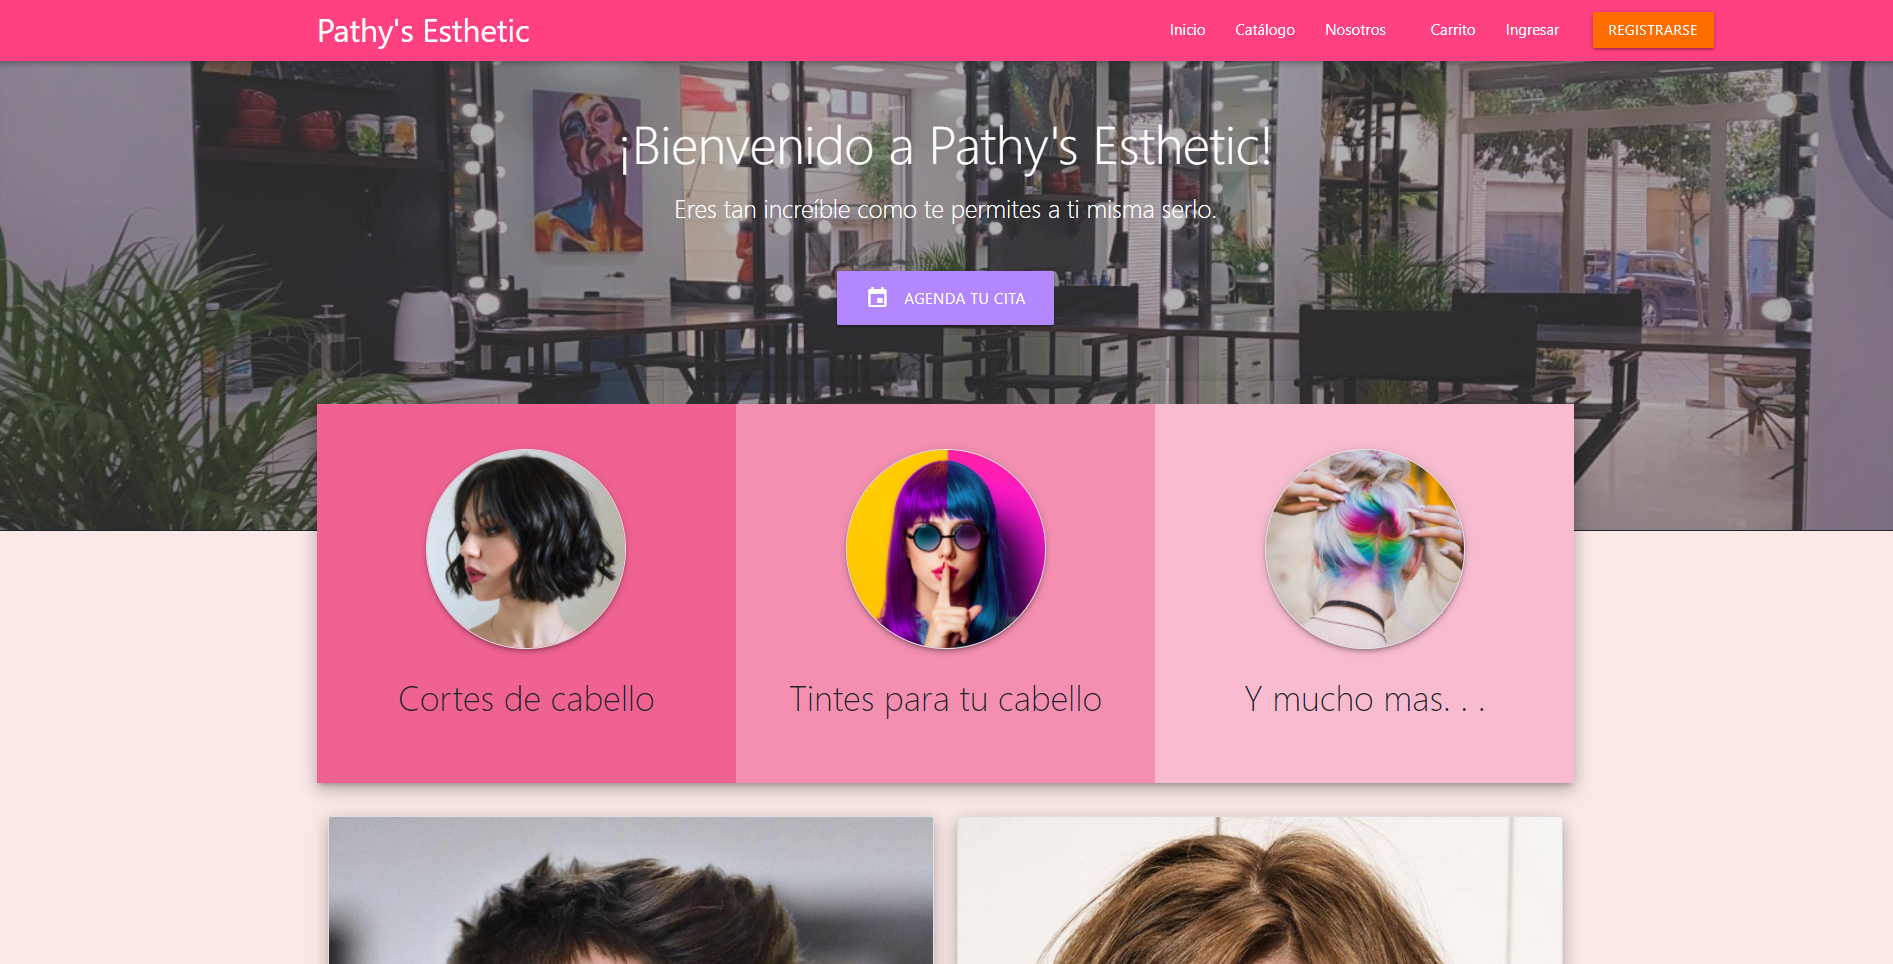 Pathy's Esthetic
Inicio Catálogo Nosotros Carrito Ingresar REGISTRARSE
¡Bienvenido a Pathy's Esthetic!
Eres tan increíble como te permites a ti misma serlo.
AGENDA TU CITA
Cortes de cabello
Tintes para tu cabello
Y mucho mas. . .